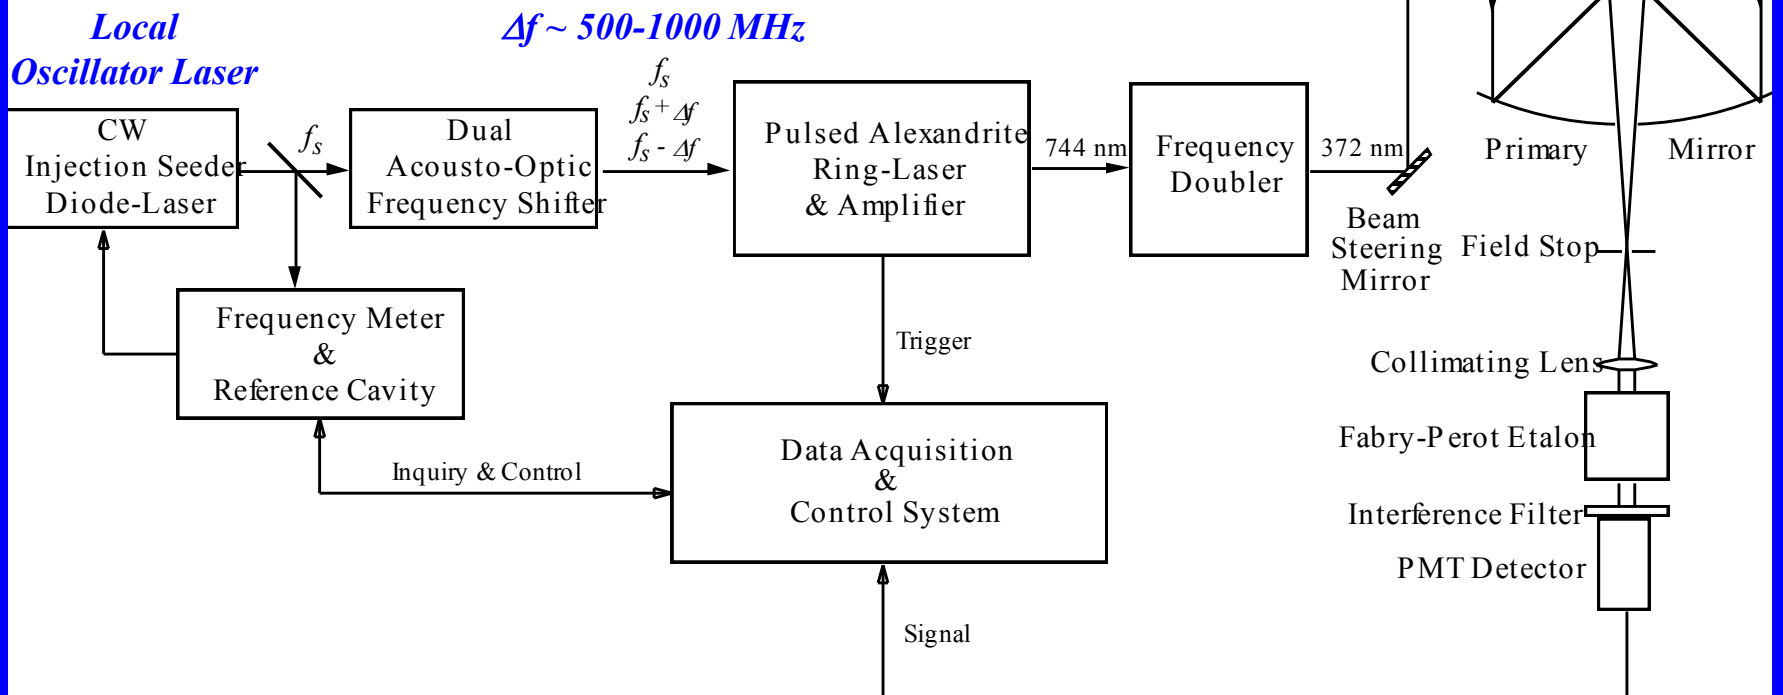 Local
Oscillator Laser
Δf ~ 500-1000 MHz
CW
Injection Seeder
Diode-Laser
fs
Dual
Acousto-Optic
Frequency Shifter
fs
fs + Δf
fs - Δf
Pulsed Alexandrite
Ring-Laser
& Amplifier
744 nm
Frequency
Doubler
372 nm
Beam
Steering
Mirror
Primary
Mirror
Field Stop
Frequency Meter
&
Reference Cavity
Trigger
Collimating Lens
Fabry-Perot Etalon
Inquiry & Control
Data Acquisition
&
Control System
Interference Filter
PMT Detector
Signal